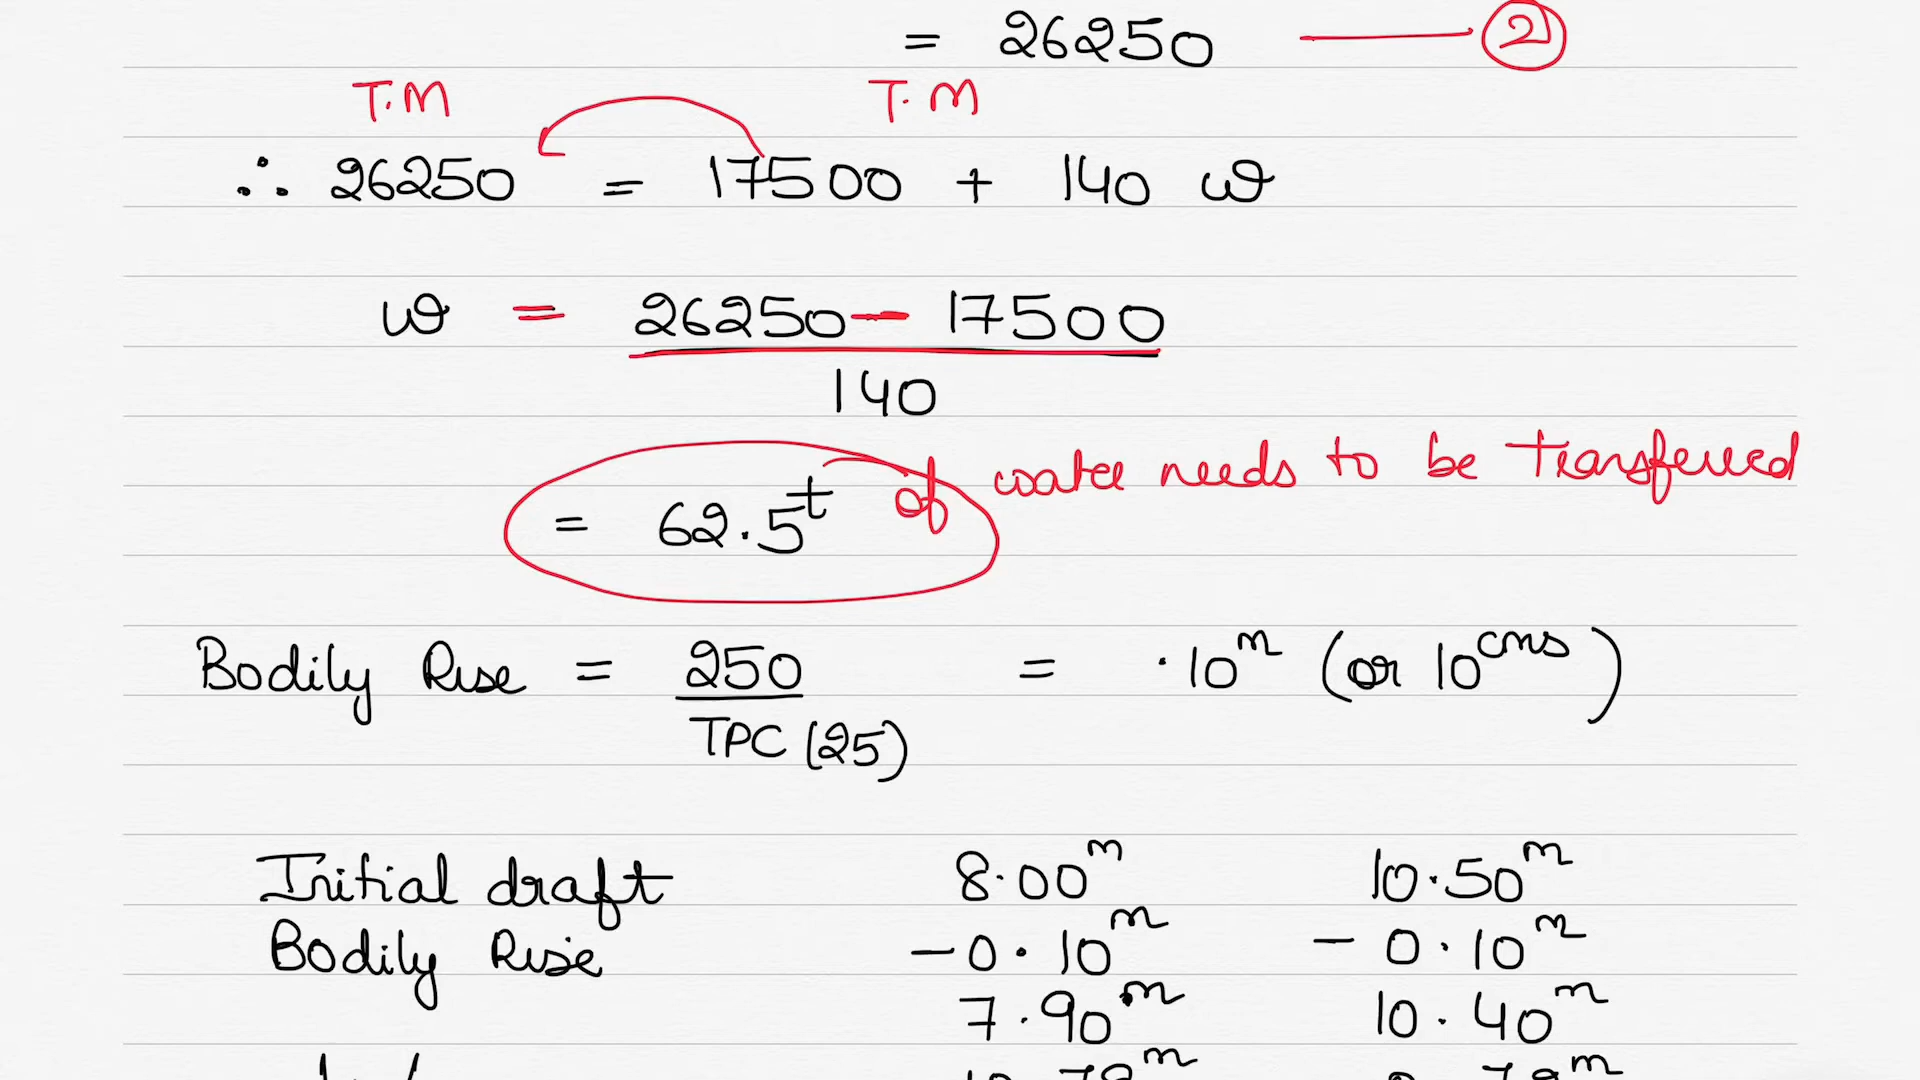 = 26250 — 2
T.M T.M
∴ 26250 = 17500 + 140 w
w = 26250 - 17500
140
= 62.5t of water needs to be transferred
Bodily Rise = 250 = .10m (or 10cms)
TPC (25)
Initial draft 8.00m 10.50m
Bodily Rise -0.10m -0.10m
7.90m 10.40m